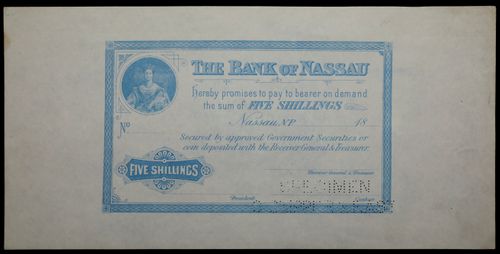 THE BANK OF NASSAU
hereby promises to pay to bearer on demand
the sum of FIVE SHILLINGS
Nassau, N.P. 18
No
Secured by approved Government Securities or
coin deposited with the Receiver General & Treasurer.
FIVE SHILLINGS
Receiver General & Treasurer
SPECIMEN
President